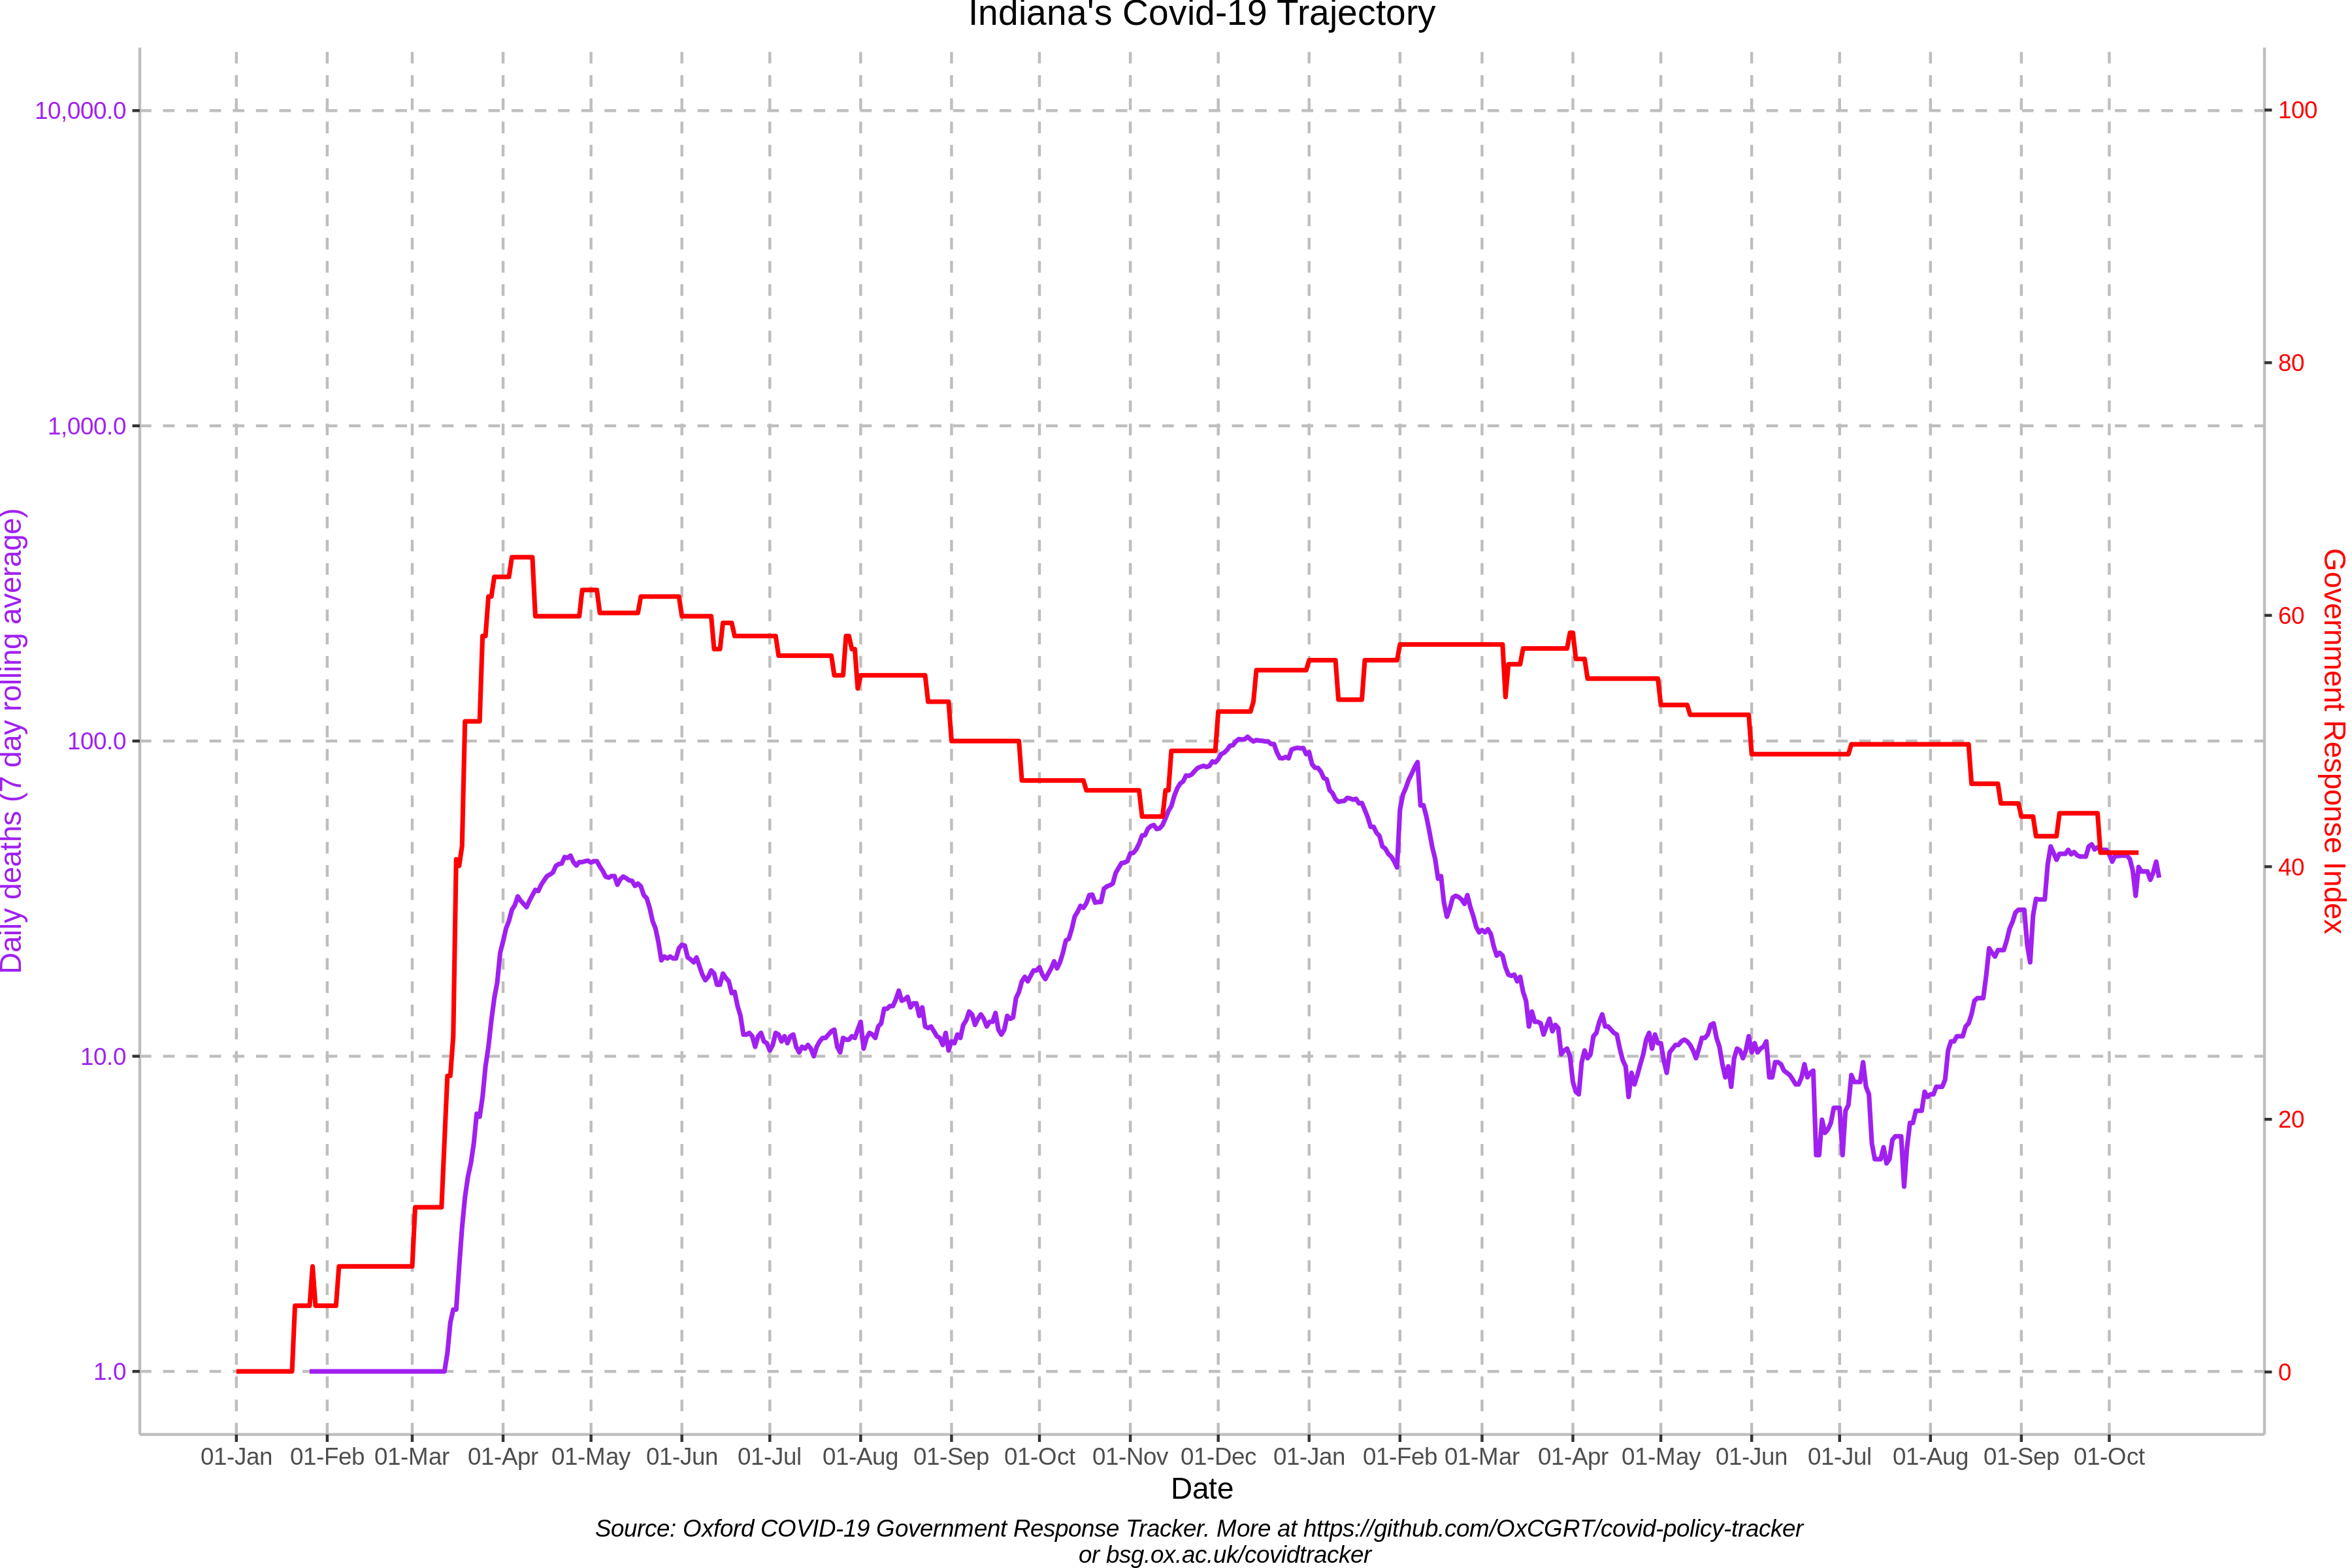 Indiana's Covid-19 Trajectory
10,000.0
1,000.0
100.0
10.0
1.0
Daily deaths (7 day rolling average)
100
80
60
40
20
0
Government Response Index
01-Jan 01-Feb 01-Mar 01-Apr 01-May 01-Jun 01-Jul 01-Aug 01-Sep 01-Oct 01-Nov 01-Dec 01-Jan 01-Feb 01-Mar 01-Apr 01-May 01-Jun 01-Jul 01-Aug 01-Sep 01-Oct
Date
Source: Oxford COVID-19 Government Response Tracker. More at https://github.com/OxCGRT/covid-policy-tracker
or bsg.ox.ac.uk/covidtracker